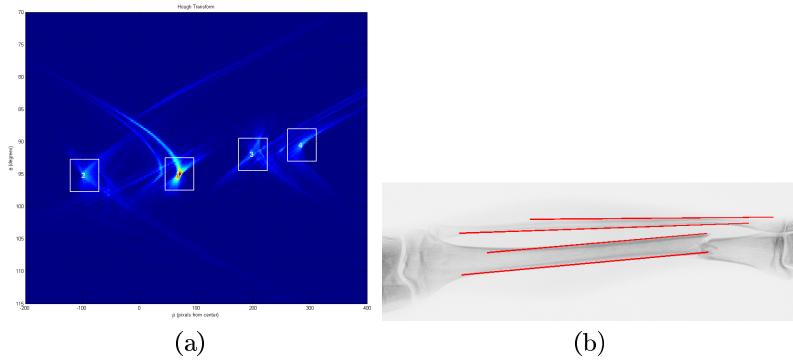 Hough Transform
70
75
80
85
90
95
100
105
110
115
θ (degrees)
2
1
3
4
-200 -100 0 100 200 300 400
ρ (pixels from center)
(a) (b)